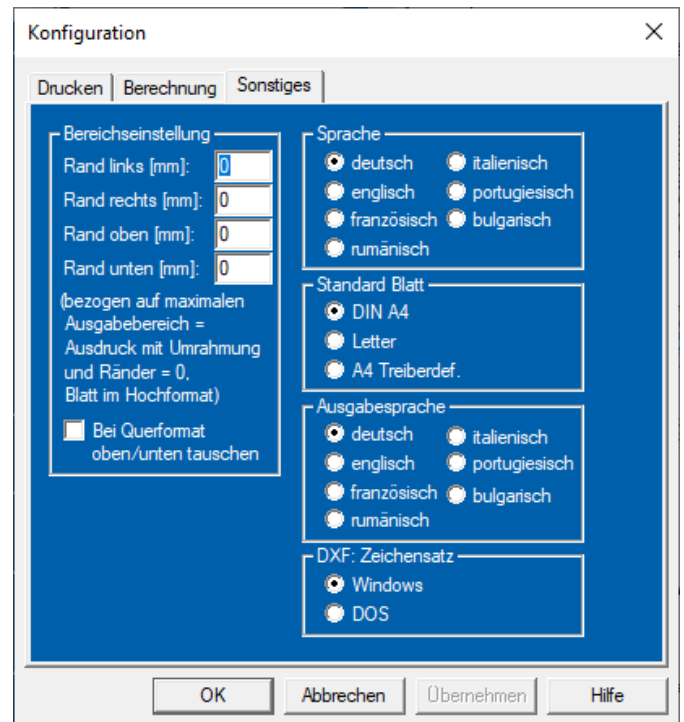 Konfiguration
Drucken Berechnung Sonstiges
Bereichseinstellung
Rand links [mm]: 0
Rand rechts [mm]: 0
Rand oben [mm]: 0
Rand unten [mm]: 0
(bezogen auf maximalen
Ausgabebereich =
Ausdruck mit Umrahmung
und Ränder = 0,
Blatt im Hochformat)
Bei Querformat
oben/unten tauschen
Sprache
deutsch italienisch
englisch portugiesisch
französisch bulgarisch
rumänisch
Standard Blatt
DIN A4
Letter
A4 Treiberdef.
Ausgabesprache
deutsch italienisch
englisch portugiesisch
französisch bulgarisch
rumänisch
DXF: Zeichensatz
Windows
DOS
OK Abbrechen Übernehmen Hilfe